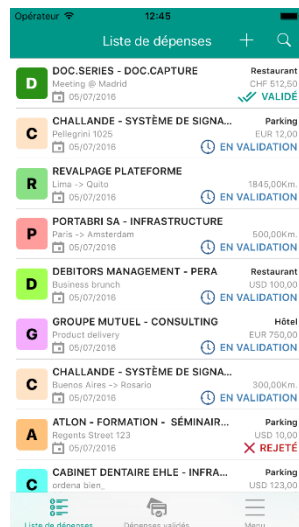 Opérateur 12:45
Liste de dépenses
D DOC.SERIES - DOC.CAPTURE Restaurant
Meeting @ Madrid CHF 512,50
05/07/2016 VALIDÉ
C CHALLANDE - SYSTÈME DE SIGNA... Parking
Pellegrini 1025 EUR 12,00
05/07/2016 EN VALIDATION
R REVALPAGE PLATEFORME
Lima -> Quito 1845,00Km.
05/07/2016 EN VALIDATION
P PORTABRI SA - INFRASTRUCTURE
Paris -> Amsterdam 500,00Km.
05/07/2016 EN VALIDATION
D DEBITORS MANAGEMENT - PERA Restaurant
Business brunch USD 100,00
05/07/2016 EN VALIDATION
G GROUPE MUTUEL - CONSULTING Hôtel
Product delivery EUR 750,00
05/07/2016 EN VALIDATION
C CHALLANDE - SYSTÈME DE SIGNA...
Buenos Aires -> Rosario 300,00Km.
05/07/2016 EN VALIDATION
A ATLON - FORMATION - SÉMINAIR... Parking
Regents Street 123 USD 10,00
05/07/2016 REJETÉ
C CABINET DENTAIRE EHLE - INFRA... Parking
ordena bien_ USD 123,00
Liste de dépenses Dépenses validés Menu